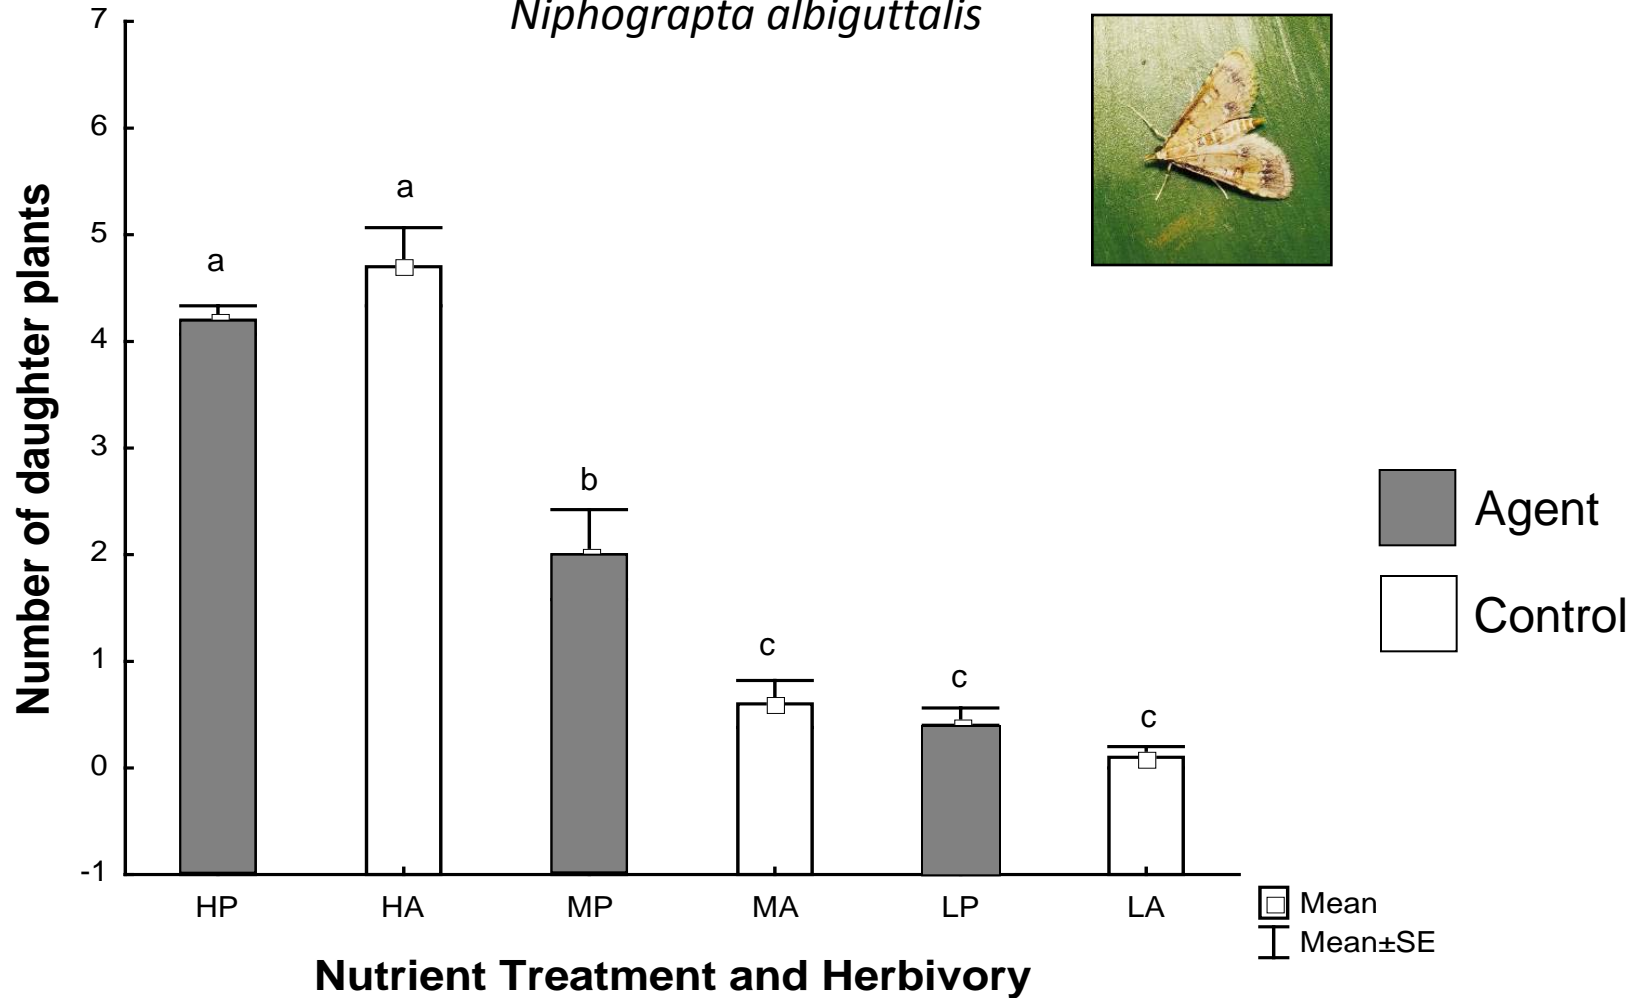 Niphograpta albiguttalis
7
6
5
4
3
2
1
0
-1
Number of daughter plants
a
a
b
c
c
c
HP HA MP MA LP LA
Nutrient Treatment and Herbivory
Agent
Control
Mean
Mean±SE